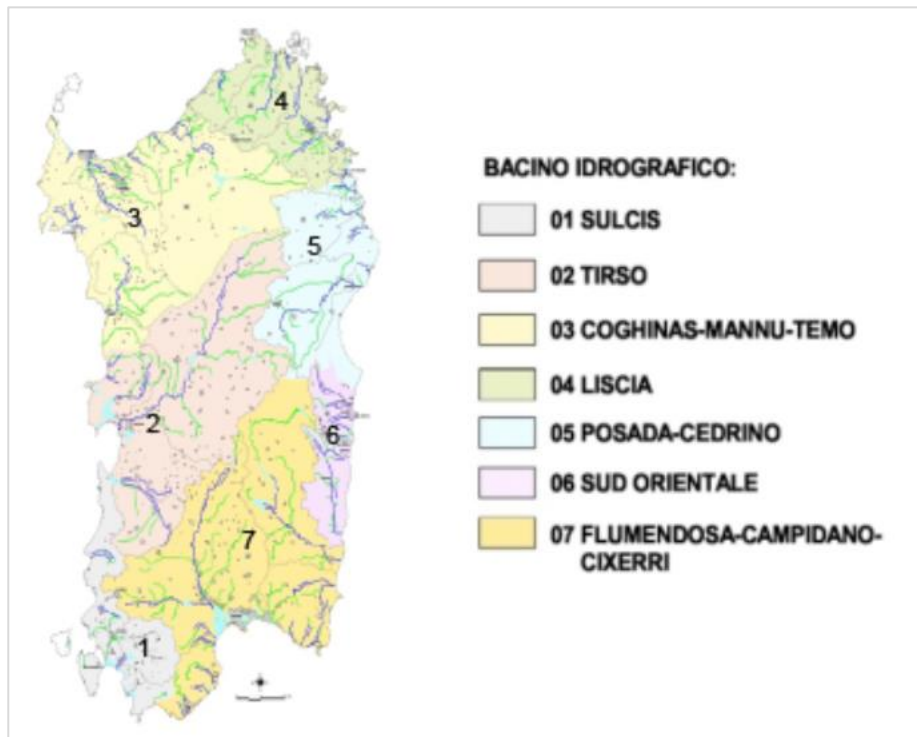 4
3
5
2
6
7
1
BACINO IDROGRAFICO:
01 SULCIS
02 TIRSO
03 COGHINAS-MANNU-TEMO
04 LISCIA
05 POSADA-CEDRINO
06 SUD ORIENTALE
07 FLUMENDOSA-CAMPIDANO-
CIXERRI